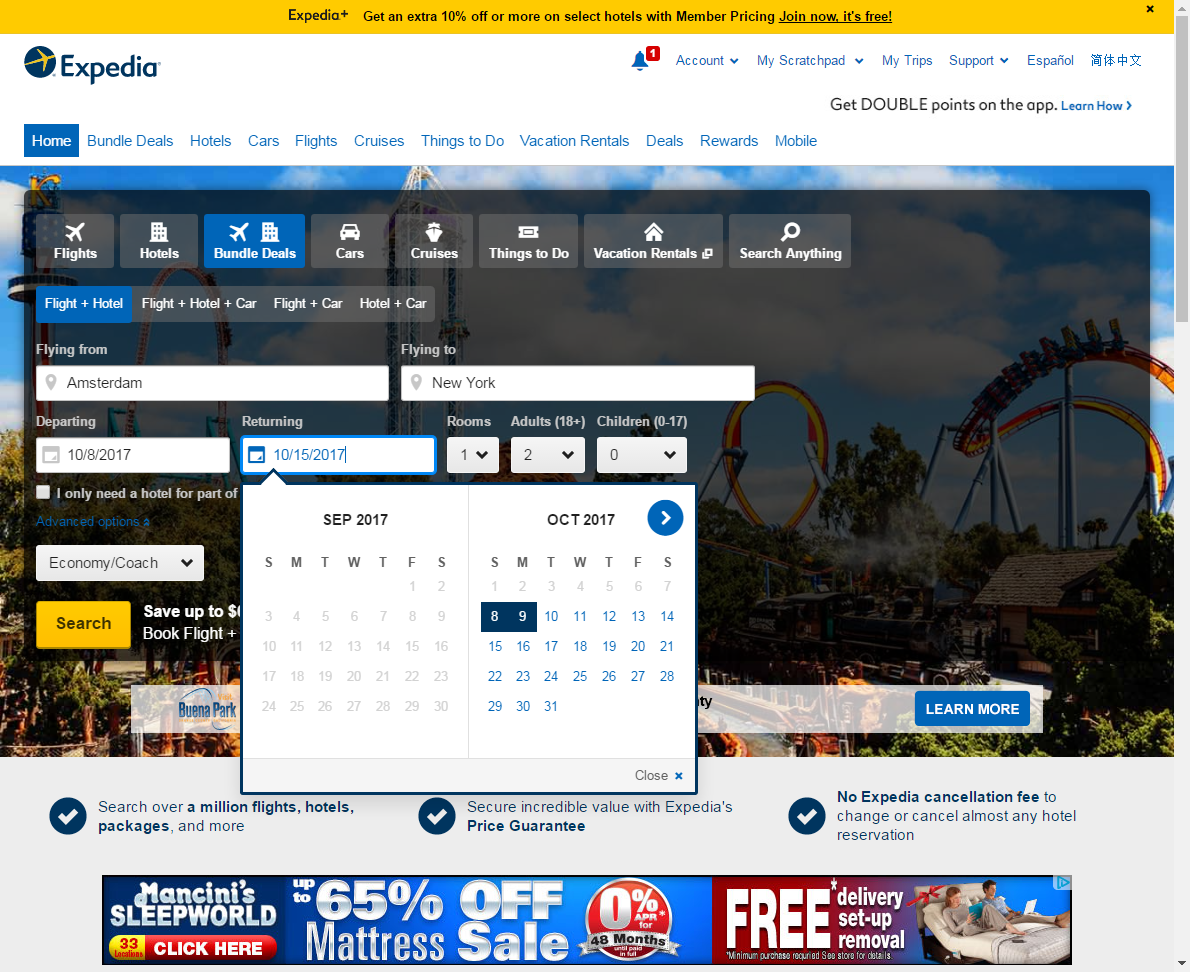 Expedia+ Get an extra 10% off or more on select hotels with Member Pricing Join now, it's free! ×
Expedia
1 Account My Scratchpad My Trips Support Español 简体中文
Get DOUBLE points on the app. Learn How
Home Bundle Deals Hotels Cars Flights Cruises Things to Do Vacation Rentals Deals Rewards Mobile
Flights Hotels Bundle Deals Cars Cruises Things to Do Vacation Rentals Search Anything
Flight + Hotel Flight + Hotel + Car Flight + Car Hotel + Car
Flying from Flying to
Amsterdam New York
Departing Returning Rooms Adults (18+) Children (0-17)
10/8/2017 10/15/2017 1 2 0
I only need a hotel for part of
Advanced options
Economy/Coach
Search
Save up to $
Book Flight +
SEP 2017
S M T W T F S
1 2
3 4 5 6 7 8 9
10 11 12 13 14 15 16
17 18 19 20 21 22 23
24 25 26 27 28 29 30
OCT 2017
S M T W T F S
1 2 3 4 5 6 7
8 9 10 11 12 13 14
15 16 17 18 19 20 21
22 23 24 25 26 27 28
29 30 31
Close ×
Buena Park
ty
LEARN MORE
Search over a million flights, hotels,
packages, and more
Secure incredible value with Expedia's
Price Guarantee
No Expedia cancellation fee to
change or cancel almost any hotel
reservation
Mancini's
SLEEPWORLD
33
Locations
CLICK HERE
up to 65% OFF
Mattress Sale
0% APR* for
48 Months
until paid in full
FREE* delivery
set-up
removal
*Minimum purchase required See store for details